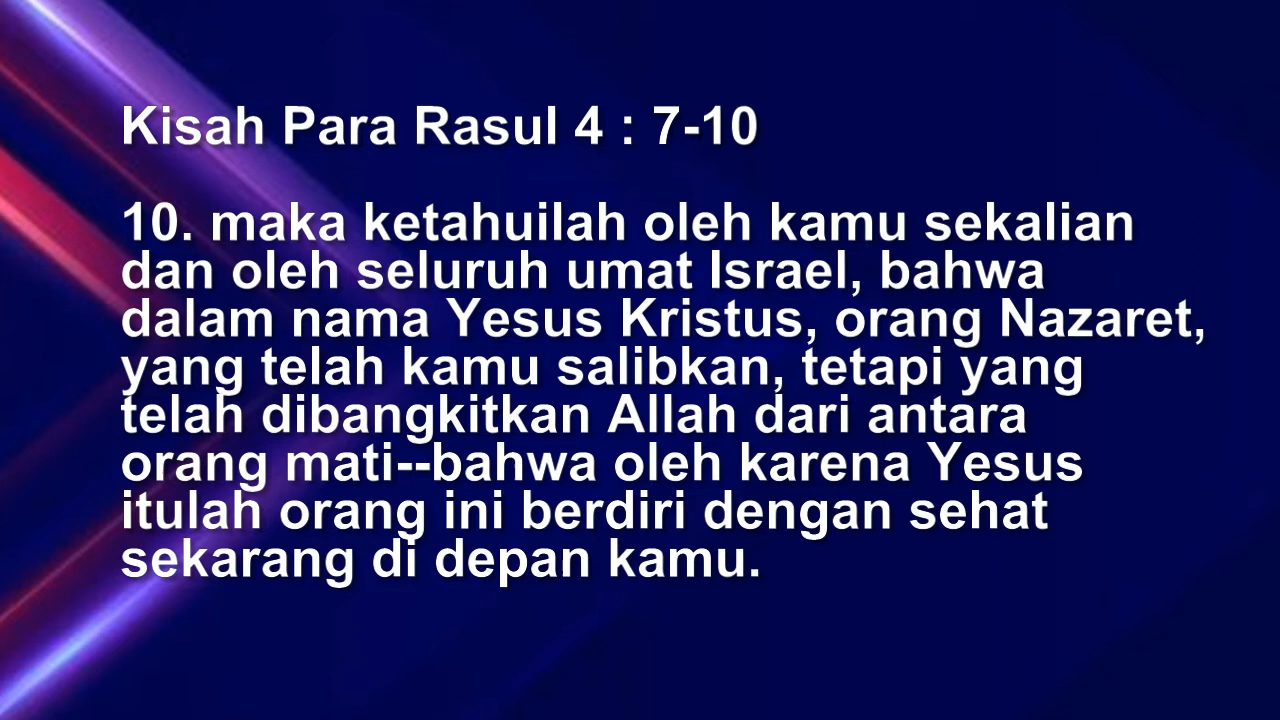 Kisah Para Rasul 4 : 7-10
10. maka ketahuilah oleh kamu sekalian
dan oleh seluruh umat Israel, bahwa
dalam nama Yesus Kristus, orang Nazaret,
yang telah kamu salibkan, tetapi yang
telah dibangkitkan Allah dari antara
orang mati--bahwa oleh karena Yesus
itulah orang ini berdiri dengan sehat
sekarang di depan kamu.